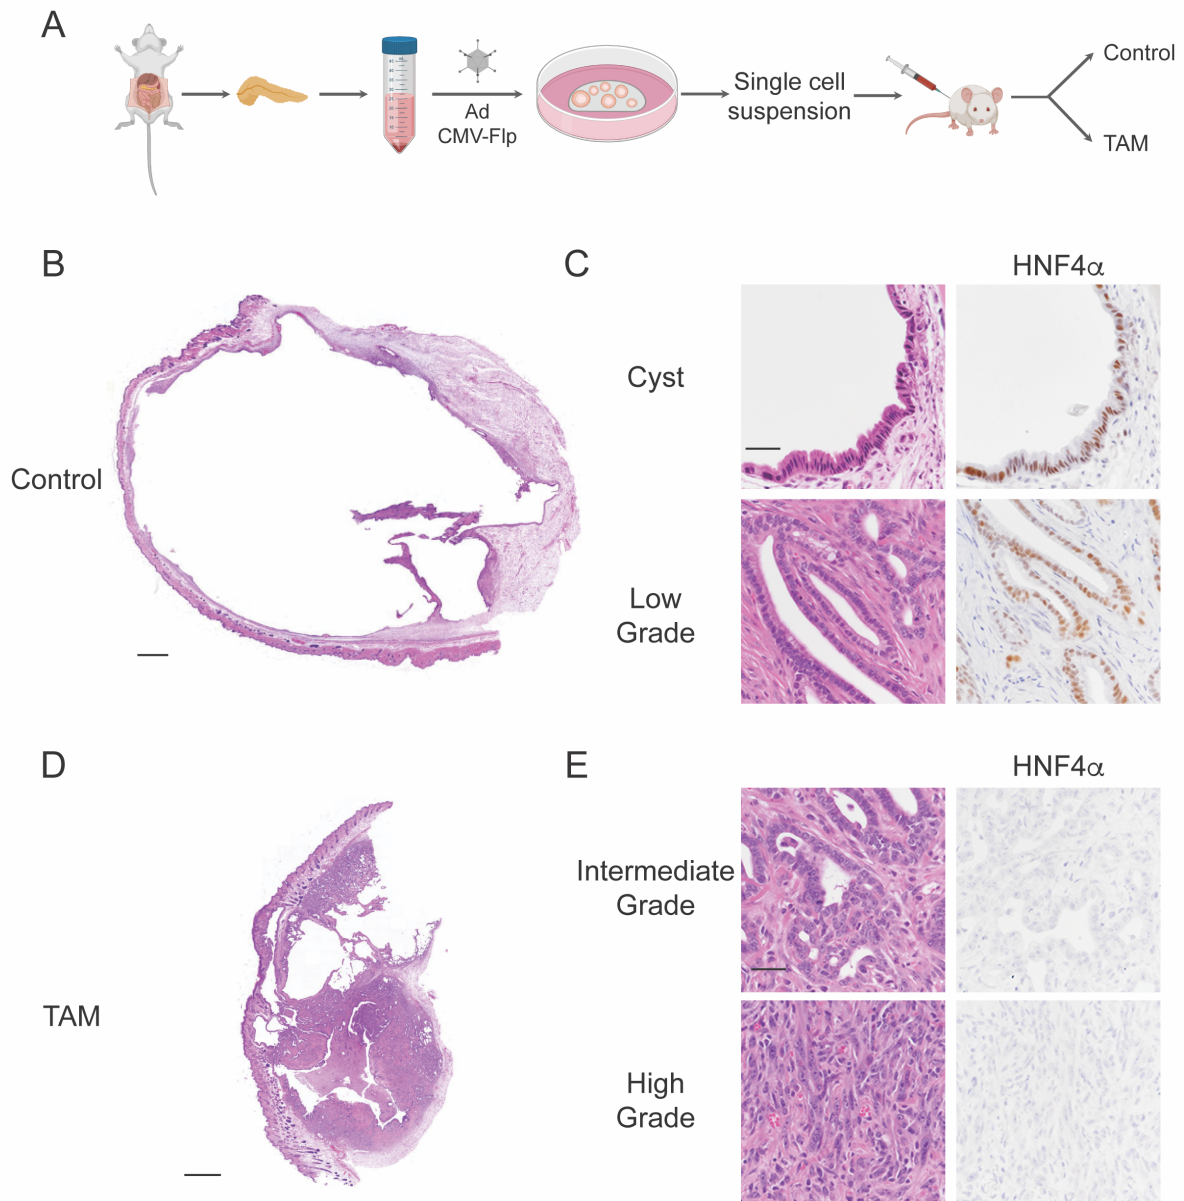 A
Ad
CMV-Flp
Single cell
suspension
Control
TAM
B
Control
C
HNF4α
Cyst
Low
Grade
D
TAM
E
HNF4α
Intermediate
Grade
High
Grade